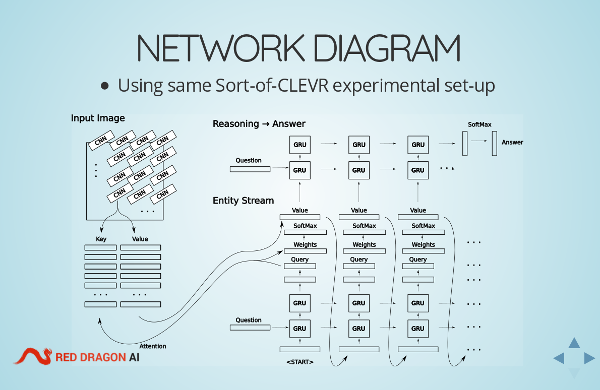 NETWORK DIAGRAM
• Using same Sort-of-CLEVR experimental set-up
Input Image
CNN CNN CNN
CNN CNN CNN
CNN CNN CNN
CNN CNN CNN
Key Value
Attention
Reasoning → Answer
SoftMax
Answer
GRU GRU GRU
Question
GRU GRU GRU
Entity Stream
Value Value Value
SoftMax SoftMax SoftMax
Weights Weights Weights
Query Query Query
GRU GRU GRU
Question
GRU GRU GRU
<START>
RED DRAGON AI